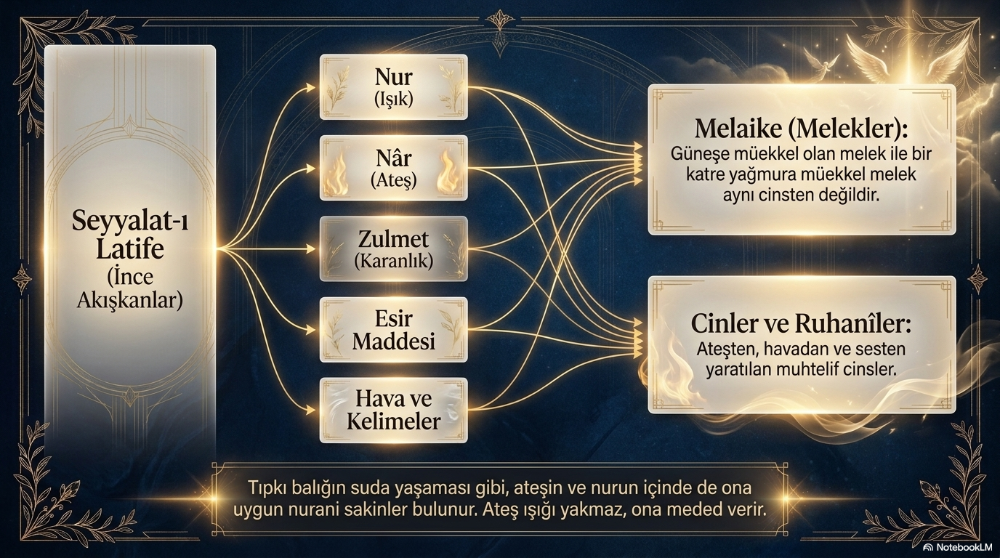 Seyyalat-ı
Latife
(İnce
Akışkanlar)
Nur
(Işık)
Nâr
(Ateş)
Zulmet
(Karanlık)
Esir
Maddesi
Hava ve
Kelimeler
Melaike (Melekler):
Güneşe müekkel olan melek ile bir
katre yağmura müekkel melek
aynı cinsten değildir.
Cinler ve Ruhanîler:
Ateşten, havadan ve sesten
yaratılan muhtelif cinsler.
Tıpkı balığın suda yaşaması gibi, ateşin ve nurun içinde de ona
uygun nurani sakinler bulunur. Ateş ışığı yakmaz, ona meded verir.
NotebookLM